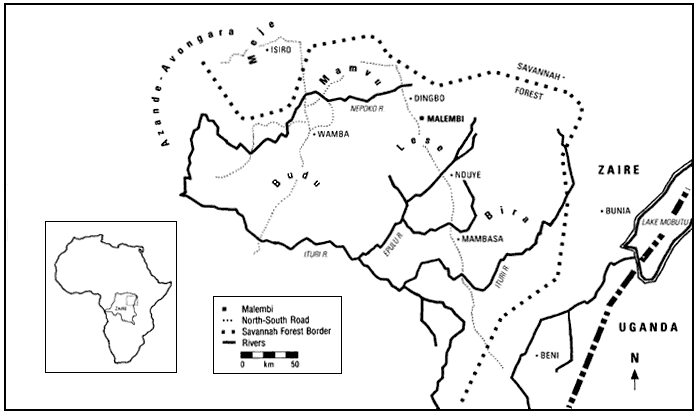 Azande-Avongara
Meje
ISIRO
Mamvu
SAVANNAH
FOREST
DINGBO
NEPOKO R
MALEMBI
WAMBA
Lese
ZAIRE
Budu
NDUYE
Bira
BUNIA
LAKE MOBUTU
MAMBASA
EPULU R
ITURI R
ITURI R
ZAIRE
Malembi
North-South Road
Savannah Forest Border
Rivers
0 km 50
UGANDA
BENI
N